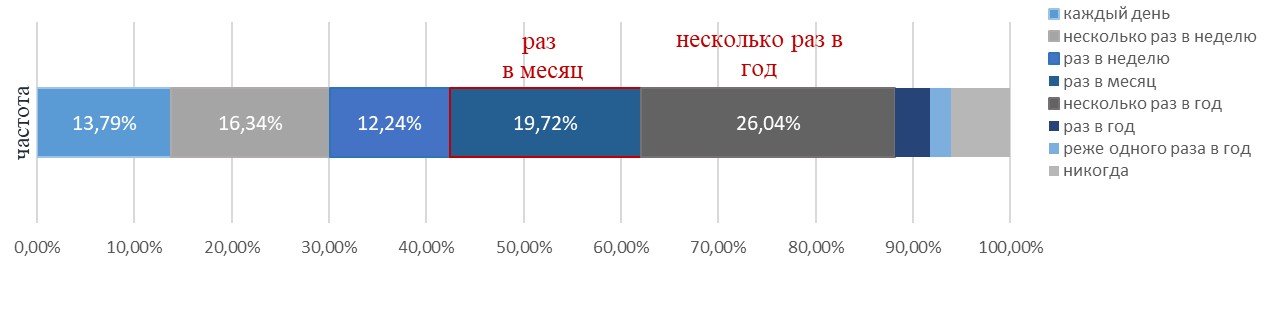 частота
раз
в месяц
несколько раз в
год
13,79%
16,34%
12,24%
19,72%
26,04%
0,00%
10,00%
20,00%
30,00%
40,00%
50,00%
60,00%
70,00%
80,00%
90,00%
100,00%
каждый день
несколько раз в неделю
раз в неделю
раз в месяц
несколько раз в год
раз в год
реже одного раза в год
никогда